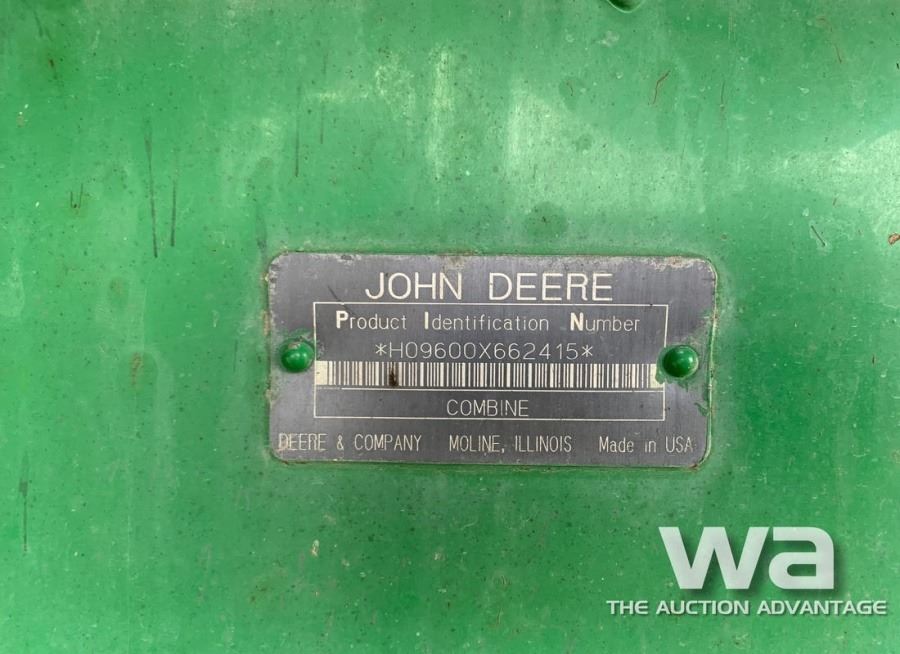 JOHN DEERE
Product Identification Number
*H09600X662415*
COMBINE
DEERE & COMPANY MOLINE, ILLINOIS Made in USA
wa
THE AUCTION ADVANTAGE